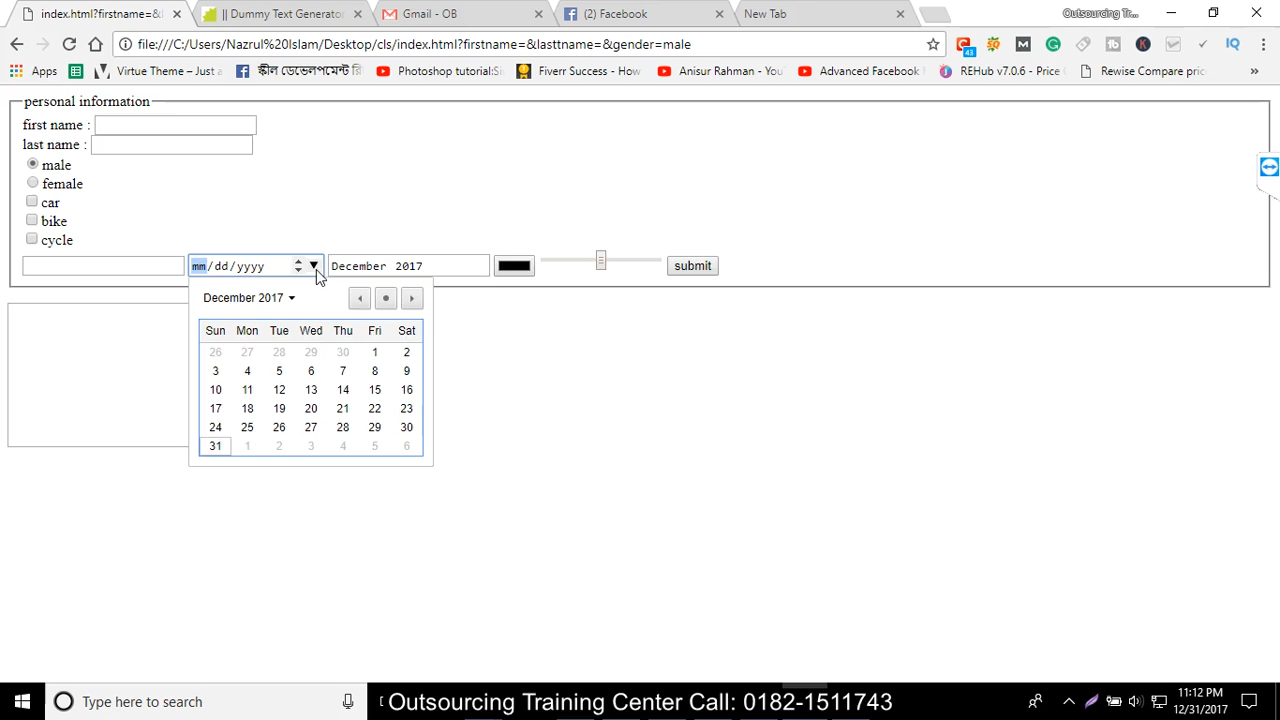 index.html?firstname=&
|| Dummy Text Generator
Gmail - OB
(2) Facebook
New Tab
Outsourcing Tr...
file:///C:/Users/Nazrul%20Islam/Desktop/cls/index.html?firstname=&lasttname=&gender=male
43
IQ
Apps
Virtue Theme - Just a
স্কীল ডেভেলপমেন্ট
Photoshop tutorial:S
Fiverr Success - How
Anisur Rahman - You
Advanced Facebook
REHub v7.0.6 - Price
Rewise Compare pric
»
personal information
first name :
last name :
male
female
car
bike
cycle
mm/dd/yyyy
December 2017
submit
December 2017
Sun Mon Tue Wed Thu Fri Sat
26 27 28 29 30 1 2
3 4 5 6 7 8 9
10 11 12 13 14 15 16
17 18 19 20 21 22 23
24 25 26 27 28 29 30
31 1 2 3 4 5 6
Type here to search
Outsourcing Training Center Call: 0182-1511743
11:12 PM
12/31/2017